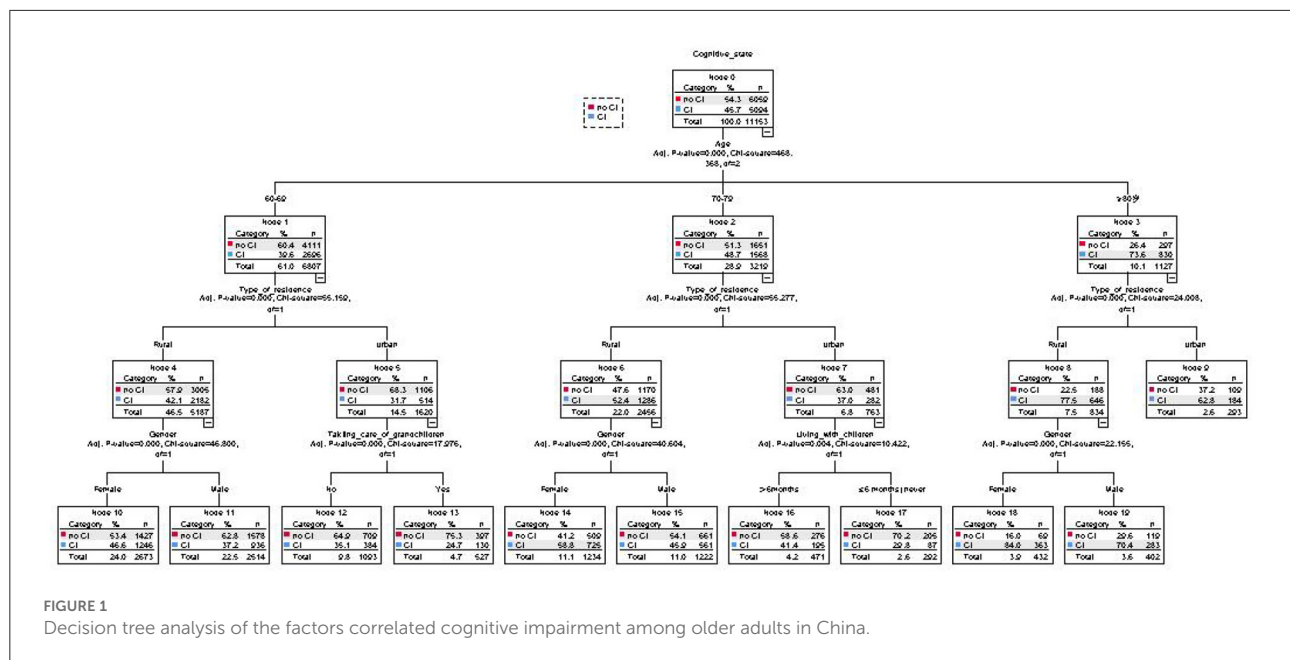 Cognitive_state
no CI
CI
Node 0
Category % n
no CI 54.3 6059
CI 45.7 5094
Total 100.0 11153
Age
Adj. P-value=0.000, Chi-square=468.
368, df=2
60-69
70-79
Node 1
Category % n
no CI 60.4 4111
CI 39.6 2696
Total 61.0 6807
Node 2
Category % n
no CI 51.3 1651
CI 48.7 1568
Total 28.9 3219
Node 3
Category % n
no CI 26.4 297
CI 73.6 830
Total 10.1 1127
Type_of_residence
Adj. P-value=0.000, Chi-square=55.159,
df=1
Type_of_residence
Adj. P-value=0.000, Chi-square=55.277,
df=1
Type_of_residence
Adj. P-value=0.000, Chi-square=24.008,
df=1
Rural
urban
Rural
urban
Rural
urban
Node 4
Category % n
no CI 57.9 3005
CI 42.1 2182
Total 46.5 5187
Node 5
Category % n
no CI 68.3 1106
CI 31.7 514
Total 14.5 1620
Node 6
Category % n
no CI 47.6 1170
CI 52.4 1286
Total 22.0 2456
Node 7
Category % n
no CI 63.0 481
CI 37.0 282
Total 6.8 763
Node 8
Category % n
no CI 22.5 188
CI 77.5 646
Total 7.5 834
Node 9
Category % n
no CI 37.2 109
CI 62.8 184
Total 2.6 293
Gender
Adj. P-value=0.000, Chi-square=46.800,
df=1
Taking_care_of_grandchildren
Adj. P-value=0.000, Chi-square=17.976,
df=1
Gender
Adj. P-value=0.000, Chi-square=40.604,
df=1
Living_with_children
Adj. P-value=0.004, Chi-square=10.422,
df=1
Gender
Adj. P-value=0.000, Chi-square=22.155,
df=1
Female
Male
No
Yes
Female
Male
>6months
≤6 months;never
Female
Male
Node 10
Category % n
no CI 53.4 1427
CI 46.6 1246
Total 24.0 2673
Node 11
Category % n
no CI 62.8 1578
CI 37.2 936
Total 22.5 2514
Node 12
Category % n
no CI 64.9 709
CI 35.1 384
Total 9.8 1093
Node 13
Category % n
no CI 75.3 397
CI 24.7 130
Total 4.7 527
Node 14
Category % n
no CI 41.2 509
CI 58.8 725
Total 11.1 1234
Node 15
Category % n
no CI 54.1 661
CI 45.9 561
Total 11.0 1222
Node 16
Category % n
no CI 58.6 276
CI 41.4 195
Total 4.2 471
Node 17
Category % n
no CI 70.2 205
CI 29.8 87
Total 2.6 292
Node 18
Category % n
no CI 16.0 69
CI 84.0 363
Total 3.9 432
Node 19
Category % n
no CI 29.6 119
CI 70.4 283
Total 3.6 402
FIGURE 1
Decision tree analysis of the factors correlated cognitive impairment among older adults in China.